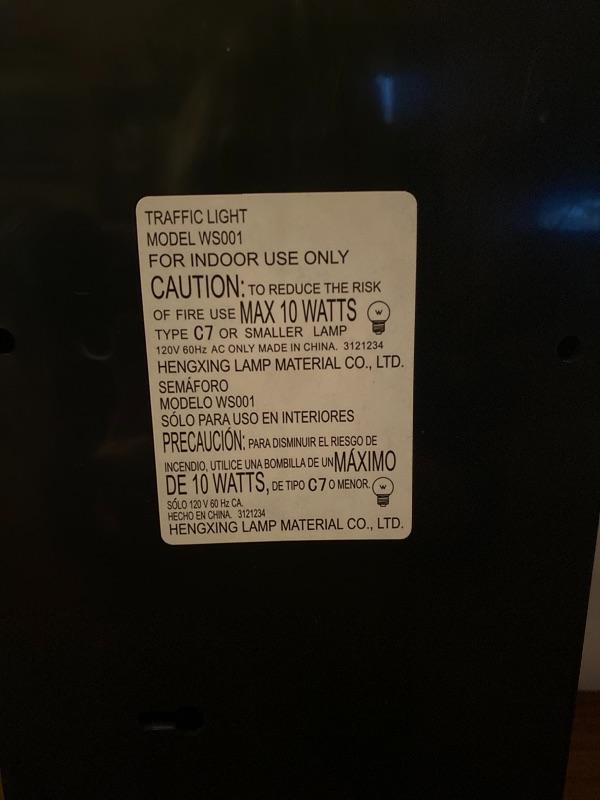 TRAFFIC LIGHT
MODEL WS001
FOR INDOOR USE ONLY
CAUTION: TO REDUCE THE RISK
OF FIRE USE MAX 10 WATTS
TYPE C7 OR SMALLER LAMP
120V 60Hz AC ONLY MADE IN CHINA. 3121234
HENGXING LAMP MATERIAL CO., LTD.
SEMÁFORO
MODELO WS001
SÓLO PARA USO EN INTERIORES
PRECAUCIÓN: PARA DISMINUIR EL RIESGO DE
INCENDIO, UTILICE UNA BOMBILLA DE UN MÁXIMO
DE 10 WATTS, DE TIPO C7 O MENOR.
SÓLO 120 V 60 Hz CA.
HECHO EN CHINA. 3121234
HENGXING LAMP MATERIAL CO., LTD.